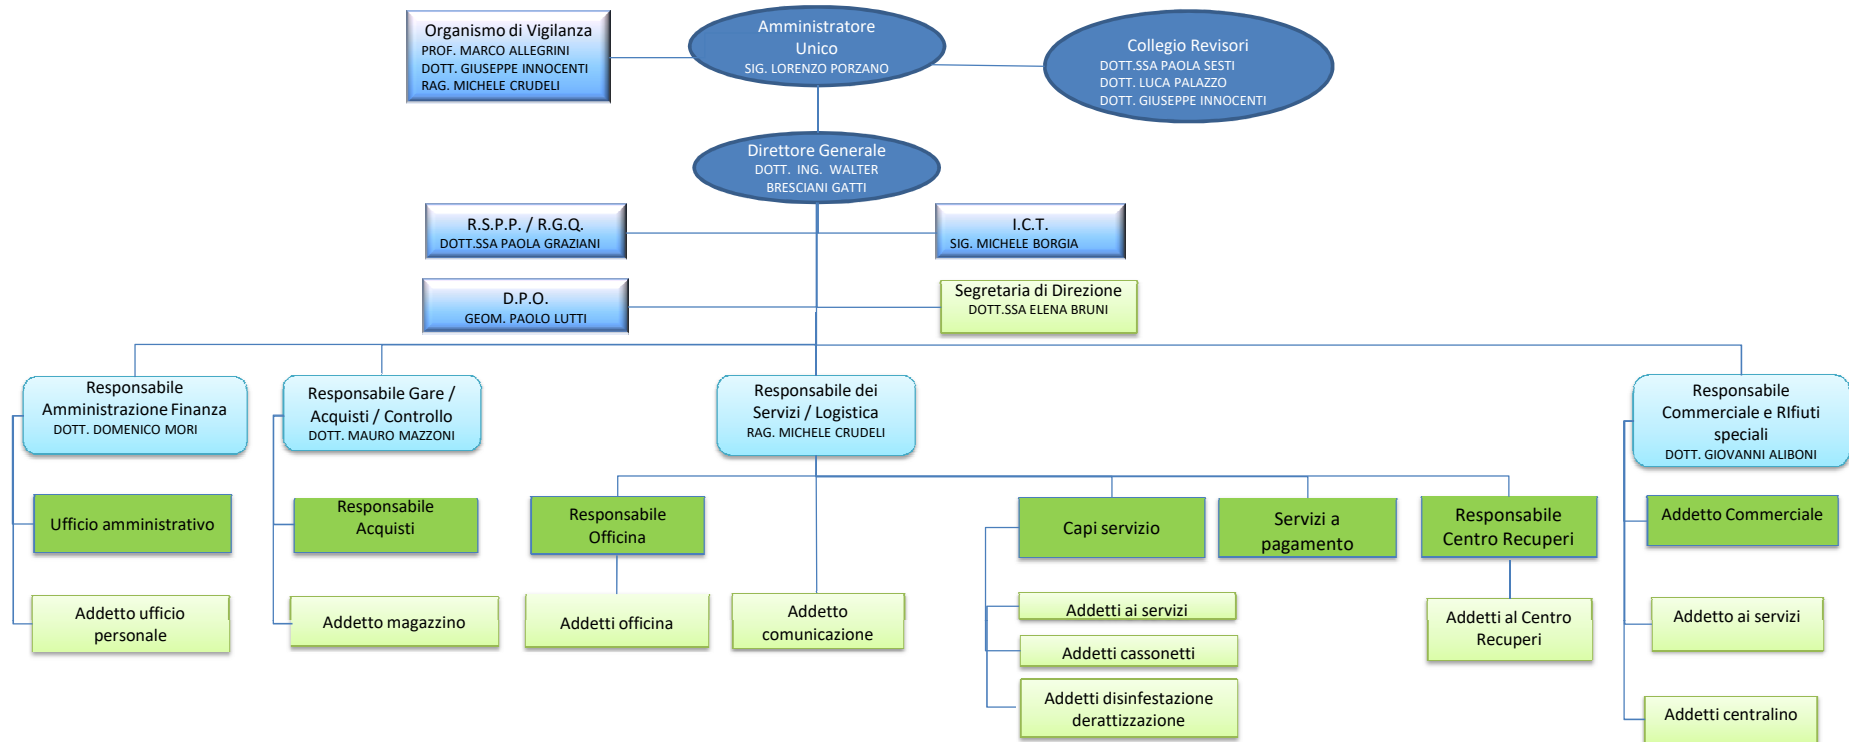 Organismo di Vigilanza
PROF. MARCO ALLEGRINI
DOTT. GIUSEPPE INNOCENTI
RAG. MICHELE CRUDELI
Amministratore
Unico
SIG. LORENZO PORZANO
Collegio Revisori
DOTT.SSA PAOLA SESTI
DOTT. LUCA PALAZZO
DOTT. GIUSEPPE INNOCENTI
Direttore Generale
DOTT. ING. WALTER
BRESCIANI GATTI
R.S.P.P. / R.G.Q.
DOTT.SSA PAOLA GRAZIANI
I.C.T.
SIG. MICHELE BORGIA
D.P.O.
GEOM. PAOLO LUTTI
Segretaria di Direzione
DOTT.SSA ELENA BRUNI
Responsabile
Amministrazione Finanza
DOTT. DOMENICO MORI
Responsabile Gare /
Acquisti / Controllo
DOTT. MAURO MAZZONI
Responsabile dei
Servizi / Logistica
RAG. MICHELE CRUDELI
Responsabile
Commerciale e RIfiuti
speciali
DOTT. GIOVANNI ALIBONI
Ufficio amministrativo
Responsabile
Acquisti
Responsabile
Officina
Capi servizio
Servizi a
pagamento
Responsabile
Centro Recuperi
Addetto Commerciale
Addetto ufficio
personale
Addetto magazzino
Addetti officina
Addetto
comunicazione
Addetti ai servizi
Addetti cassonetti
Addetti disinfestazione
derattizzazione
Addetti al Centro
Recuperi
Addetto ai servizi
Addetti centralino